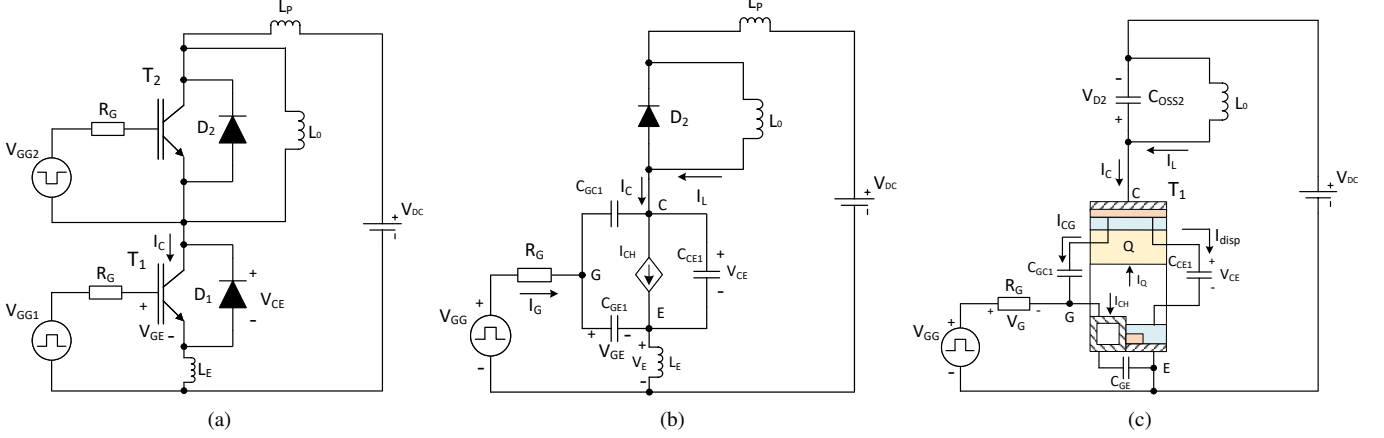 LP
T2
RG
D2
L0
VGG2
+
VDC
-
IC
T1
RG
+
D1
VCE
-
VGG1
+
VGE -
LE
(a)
LP
D2
L0
CGC1
IC
IL
+
VDC
-
C
RG
ICH
CCE1
+
VCE
-
G
IG
CGE1
E
VGG
+
-
+
-
VGE
+
VE
-
LE
(b)
-
VD2
COSS2
+
L0
IC
IL
C
T1
+
VDC
-
ICG
Q
Idisp
CGC1
CCE1
+
VCE
-
IQ
RG
ICH
+
VG
-
G
VGG
+
-
CGE
E
(c)